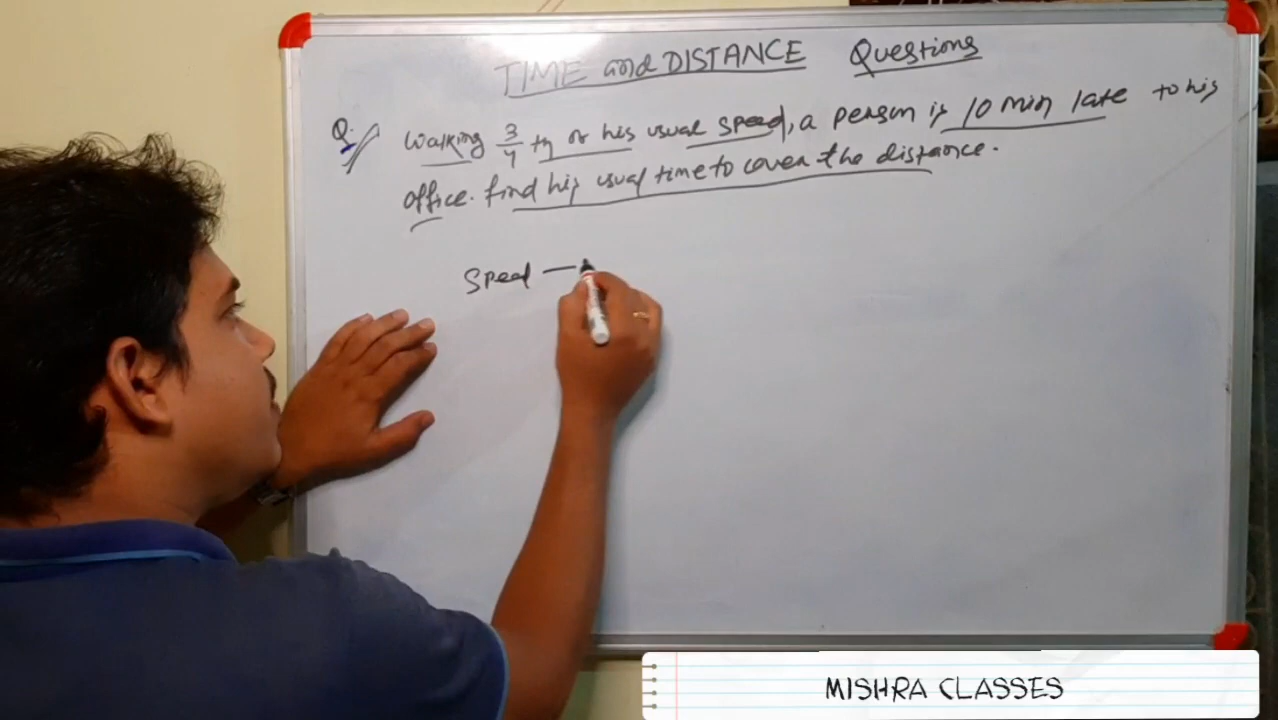 TIME and DISTANCE Questions
Q. Walking 3/4 th of his usual speed, a person is 10 min late to his
office. find his usual time to cover the distance.
Speed —
MISHRA CLASSES